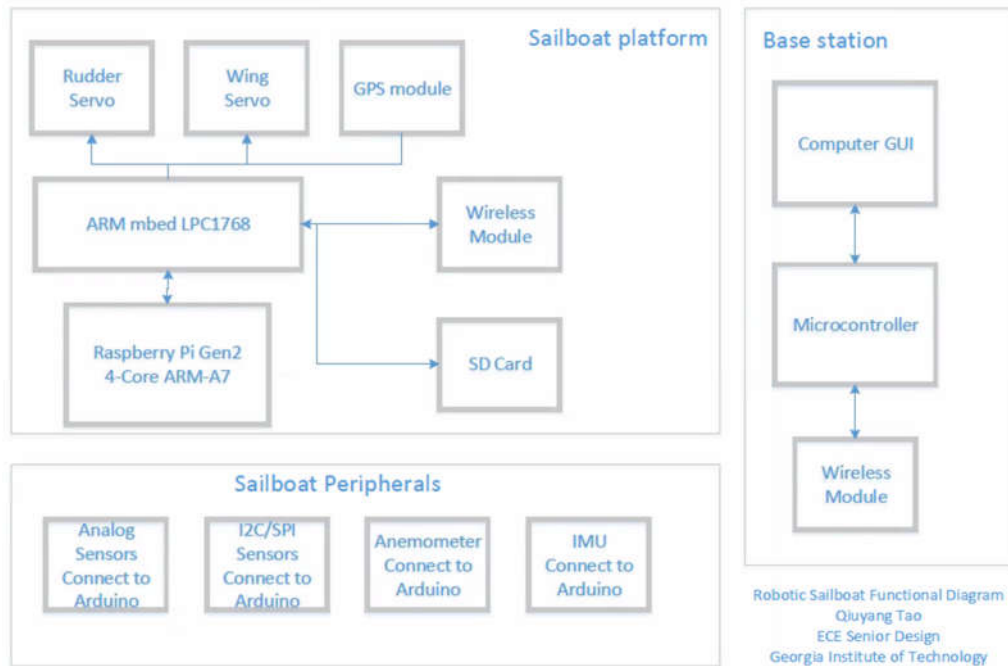 Sailboat platform
Rudder
Servo
Wing
Servo
GPS module
ARM mbed LPC1768
Wireless
Module
Raspberry Pi Gen2
4-Core ARM-A7
SD Card
Base station
Computer GUI
Microcontroller
Wireless
Module
Sailboat Peripherals
Analog
Sensors
Connect to
Arduino
I2C/SPI
Sensors
Connect to
Arduino
Anemometer
Connect to
Arduino
IMU
Connect to
Arduino
Robotic Sailboat Functional Diagram
Qiuyang Tao
ECE Senior Design
Georgia Institute of Technology